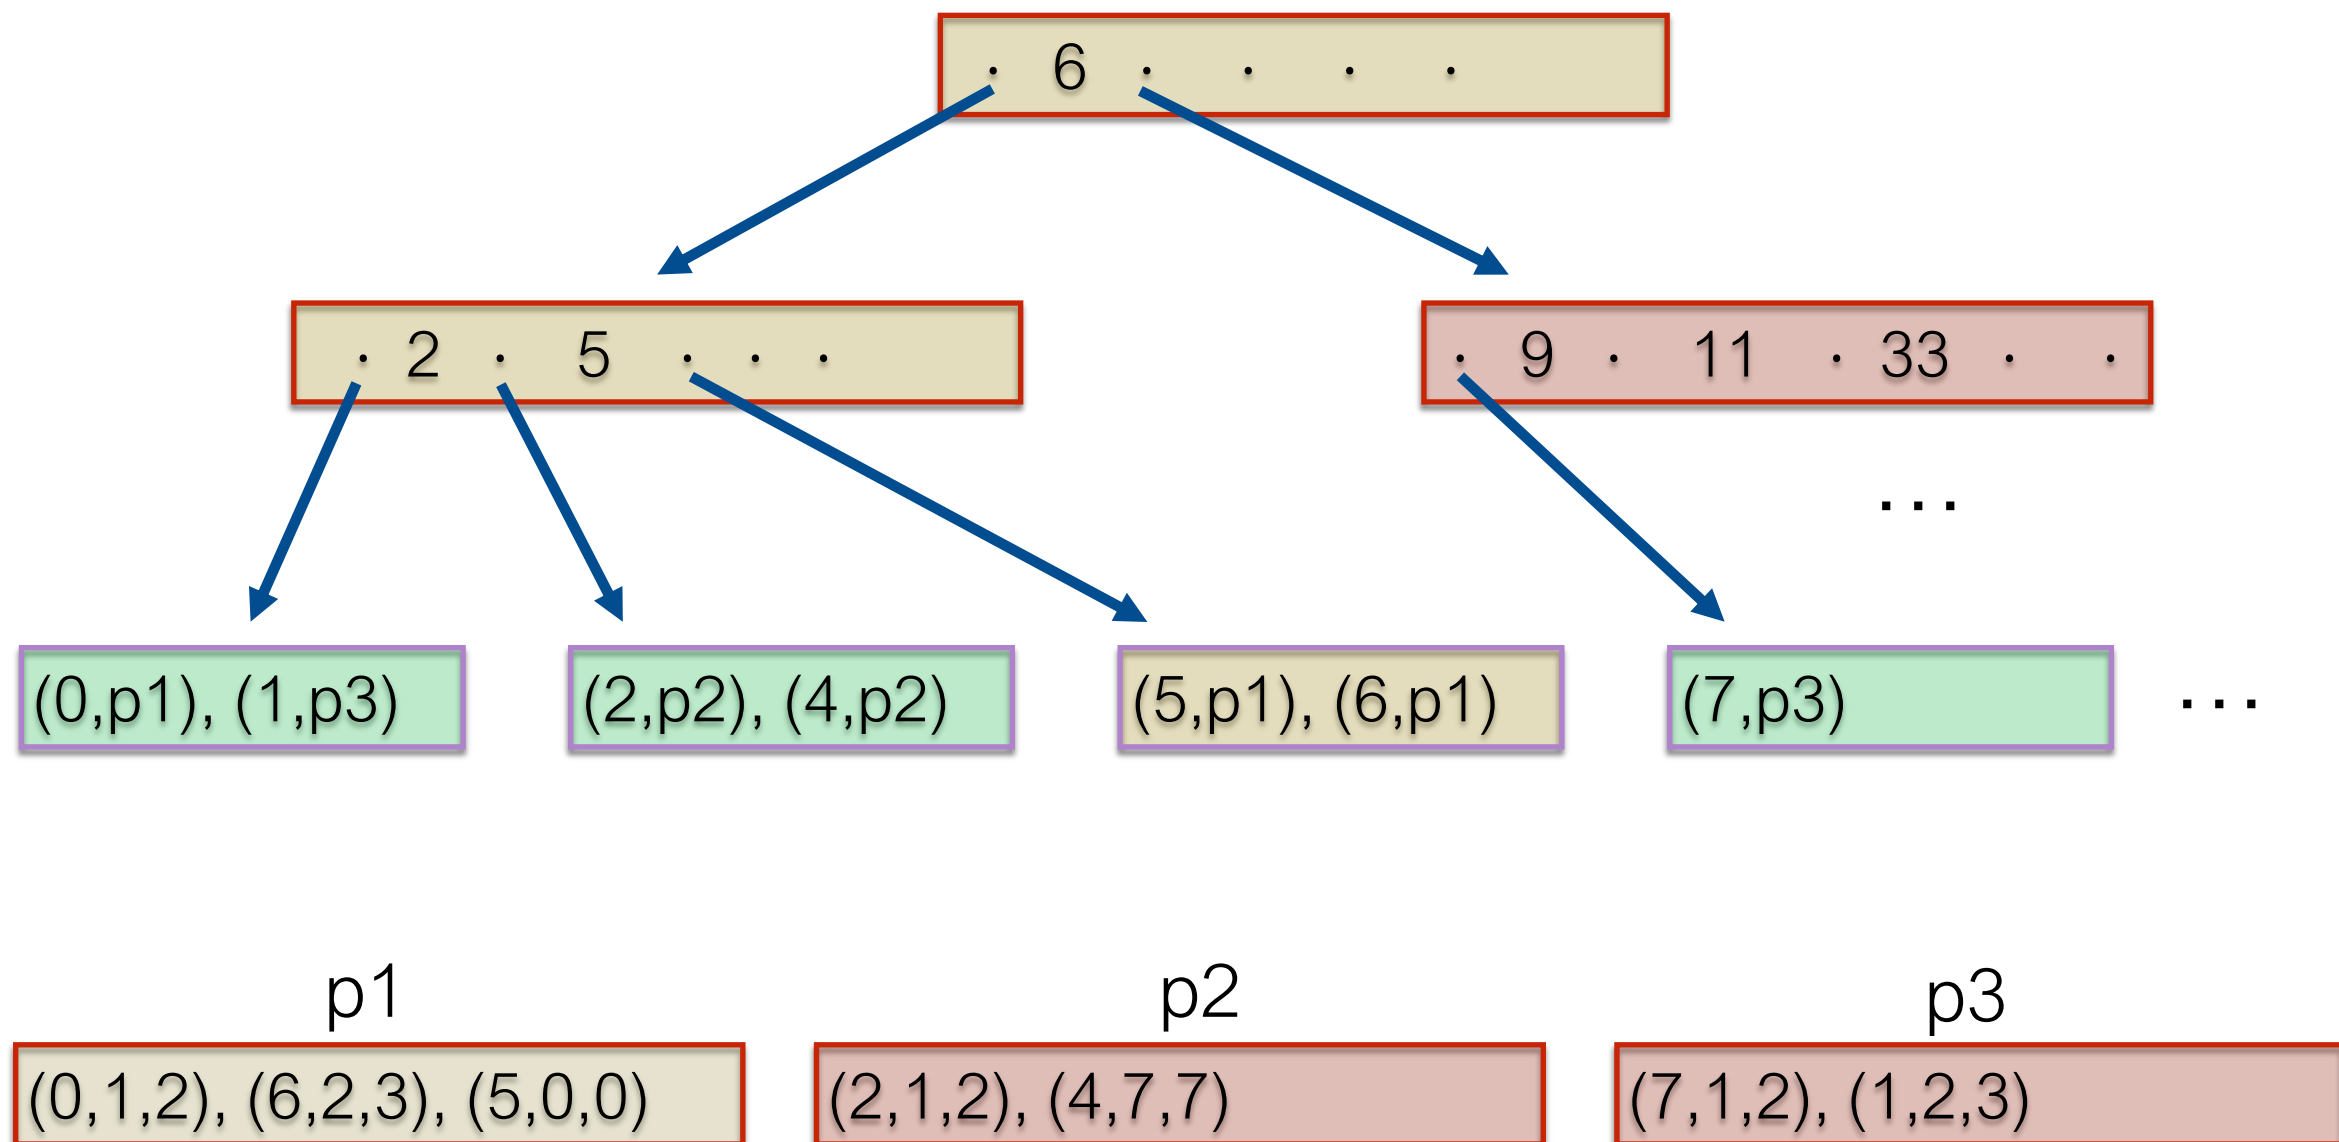 · 6 · · · ·
· 2 · 5 · · ·
· 9 · 11 · 33 · ·
...
(0,p1), (1,p3)
(2,p2), (4,p2)
(5,p1), (6,p1)
(7,p3)
...
p1
p2
p3
(0,1,2), (6,2,3), (5,0,0)
(2,1,2), (4,7,7)
(7,1,2), (1,2,3)